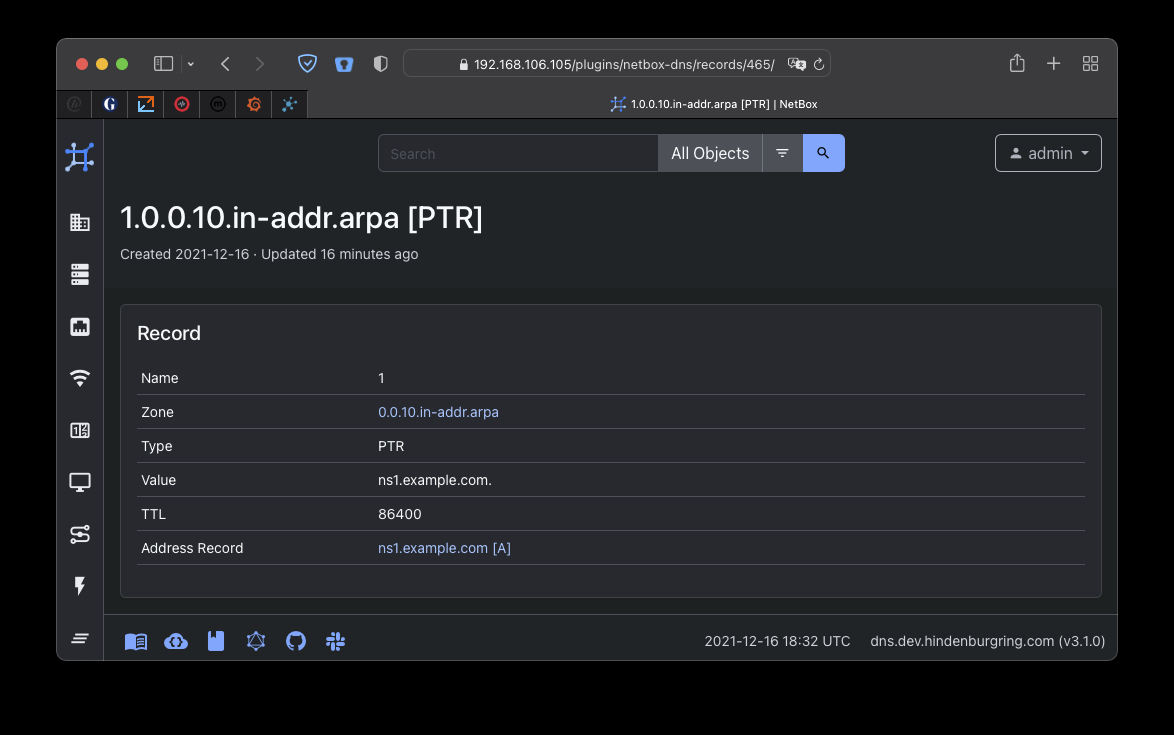 192.168.106.105/plugins/netbox-dns/records/465/
1.0.0.10.in-addr.arpa [PTR] | NetBox
Search All Objects admin
1.0.0.10.in-addr.arpa [PTR]
Created 2021-12-16 · Updated 16 minutes ago
Record
Name 1
Zone 0.0.10.in-addr.arpa
Type PTR
Value ns1.example.com.
TTL 86400
Address Record ns1.example.com [A]
2021-12-16 18:32 UTC dns.dev.hindenburgring.com (v3.1.0)